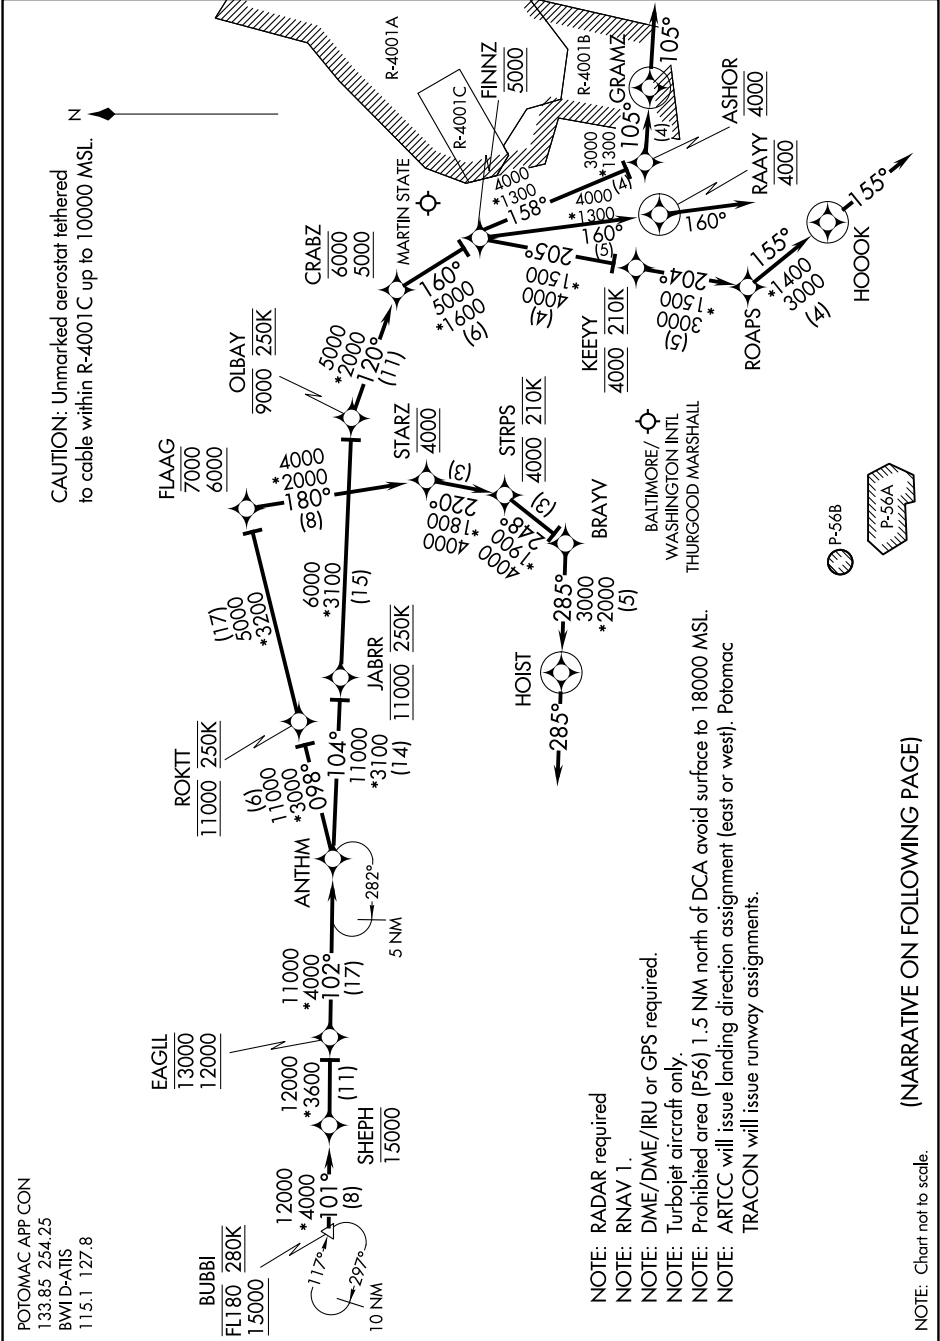 POTOMAC APP CON
133.85 254.25
BWI D-ATIS
115.1 127.8
CAUTION: Unmarked aerostat tethered
to cable within R-4001C up to 10000 MSL.
N
BUBBI
FL180 280K
15000
117°
297°
10 NM
12000
*4000
101°
(8)
SHEPH
15000
12000
*3600
(11)
EAGLL
13000
12000
11000
*4000
102°
(17)
ANTHM
282°
5 NM
(6)
11000
*3000
098°
ROKTT
11000 250K
(17)
5000
*3200
FLAAG
7000
6000
4000
*2000
180°
(8)
STARZ
4000
(3)
220°
*1800
4000
STRPS
4000 210K
(3)
248°
*1900
4000
BRAYV
285°
3000
*2000
(5)
HOIST
285°
104°
11000
*3100
(14)
JABRR
11000 250K
6000
*3100
(15)
OLBAY
9000 250K
5000
*2000
120°
(11)
CRABZ
6000
5000
MARTIN STATE
190°
5000
*1600
(9)
FINNZ
5000
R-4001A
R-4001C
R-4001B
4000
*1300
158°
(4)
3000
*1300
105°
(4)
GRAMZ
105°
ASHOR
4000
4000
*1300
160°
(5)
RAAYY
4000
160°
205°
*1500
4000
(4)
KEEYY
4000 210K
204°
*1500
3000
(5)
ROAPS
155°
*1400
3000
(4)
HOOOK
155°
BALTIMORE/
WASHINGTON INTL
THURGOOD MARSHALL
P-56B
P-56A
NOTE: RADAR required
NOTE: RNAV 1.
NOTE: DME/DME/IRU or GPS required.
NOTE: Turbojet aircraft only.
NOTE: Prohibited area (P56) 1.5 NM north of DCA avoid surface to 18000 MSL.
NOTE: ARTCC will issue landing direction assignment (east or west). Potomac
TRACON will issue runway assignments.
(NARRATIVE ON FOLLOWING PAGE)
NOTE: Chart not to scale.